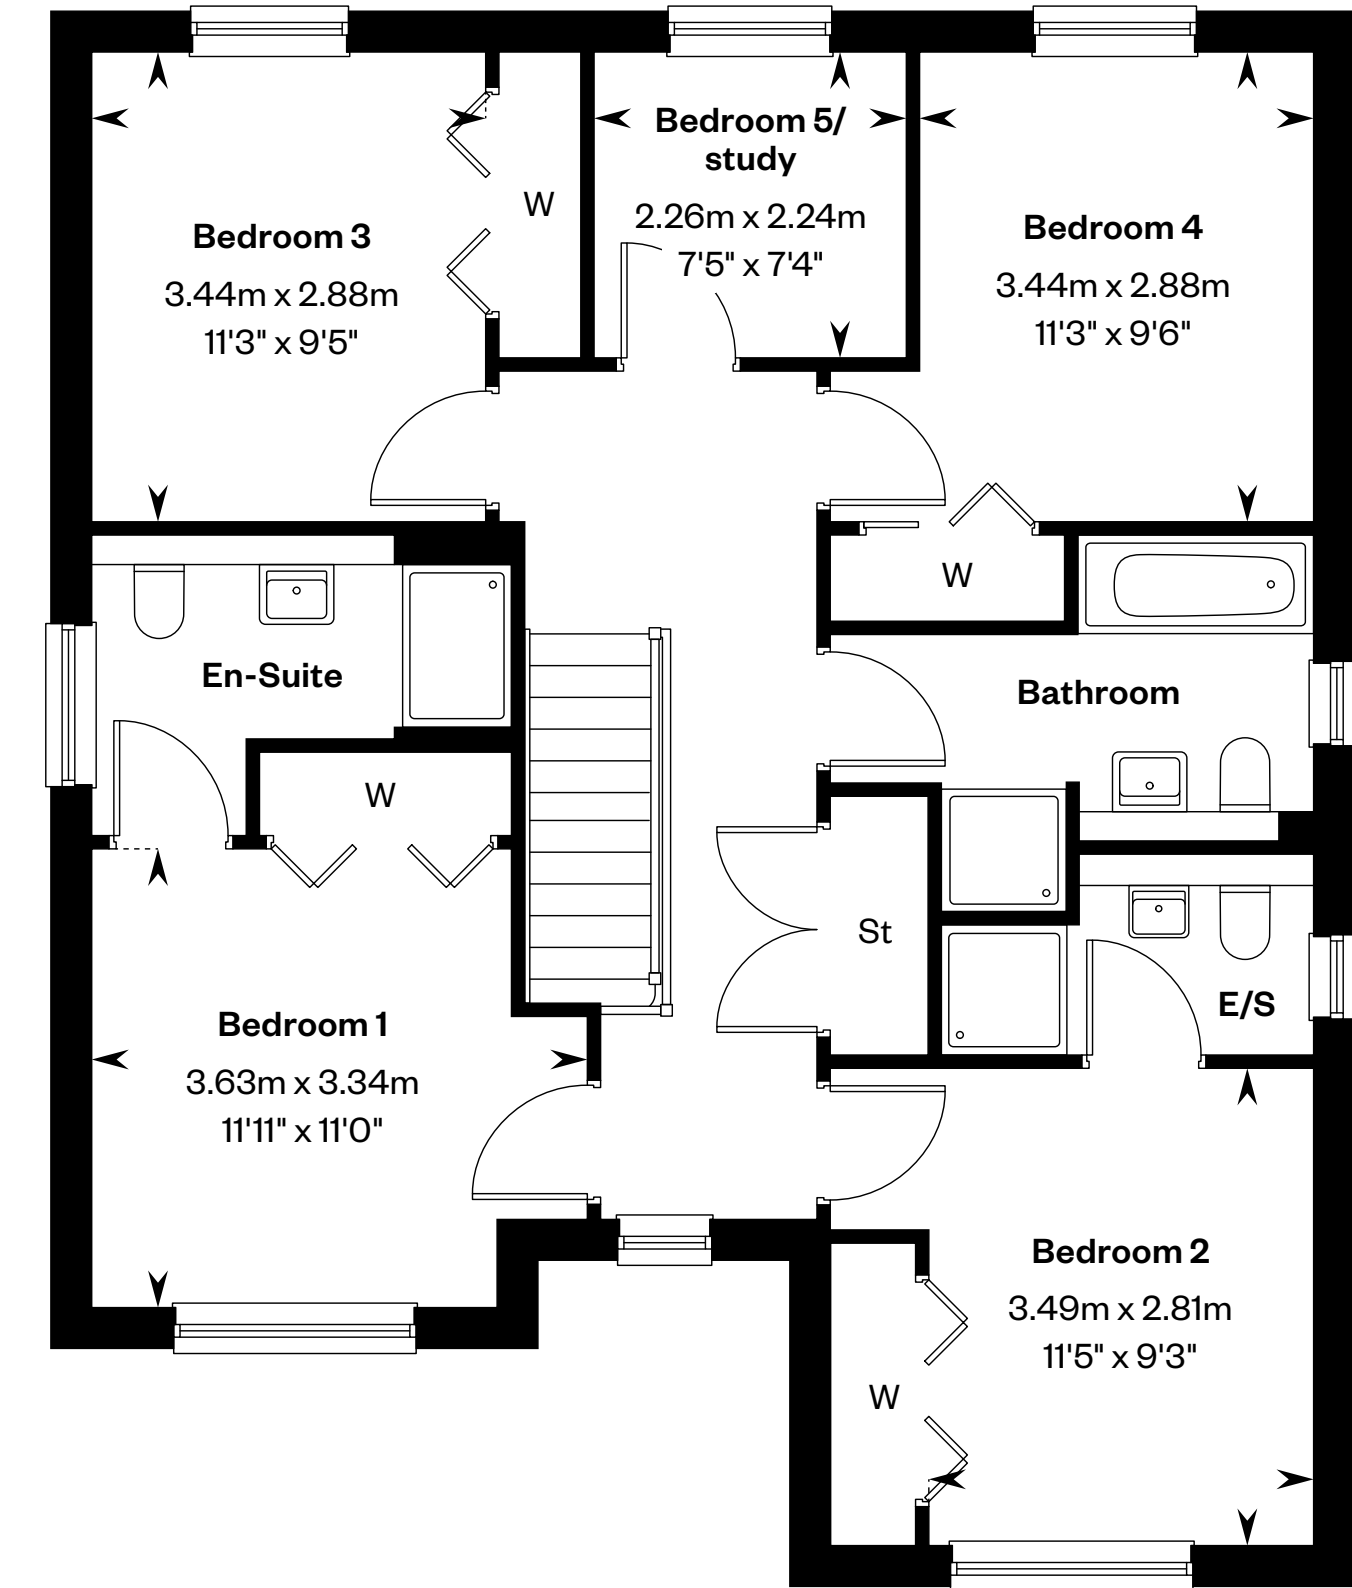 Bedroom 3
3.44m x 2.88m
11'3" x 9'5"
W
Bedroom 5/
study
2.26m x 2.24m
7'5" x 7'4"
Bedroom 4
3.44m x 2.88m
11'3" x 9'6"
W
En-Suite
Bathroom
W
St
E/S
Bedroom 1
3.63m x 3.34m
11'11" x 11'0"
Bedroom 2
3.49m x 2.81m
11'5" x 9'3"
W